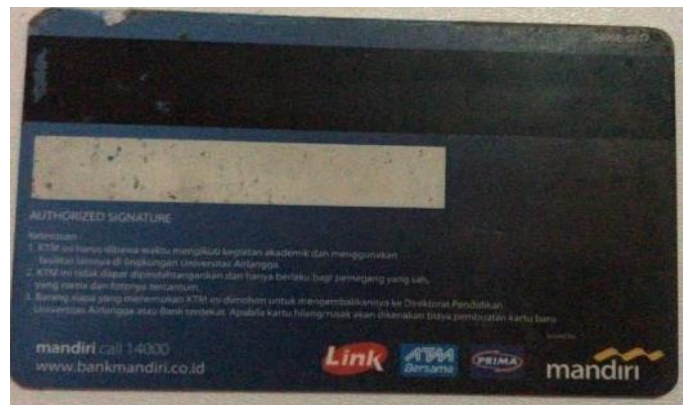 AUTHORIZED SIGNATURE
Ketentuan
1. KTM ini harus dibawa waktu mengikuti kegiatan akademik dan menggunakan
fasilitas lainnya di lingkungan Universitas Airlangga.
2. KTM ini tidak dapat dipindahtangankan dan hanya berlaku bagi pemegang yang sah,
yang nama dan fotonya tercantum.
3. Barang siapa yang menemukan KTM ini dimohon untuk mengembalikannya ke Direktorat Pendidikan
Universitas Airlangga atau Bank terdekat. Apabila kartu hilang/rusak akan dikenakan biaya pembuatan kartu baru
mandiri call 14000
www.bankmandiri.co.id
Link
ATM
Bersama
PRIMA
mandiri